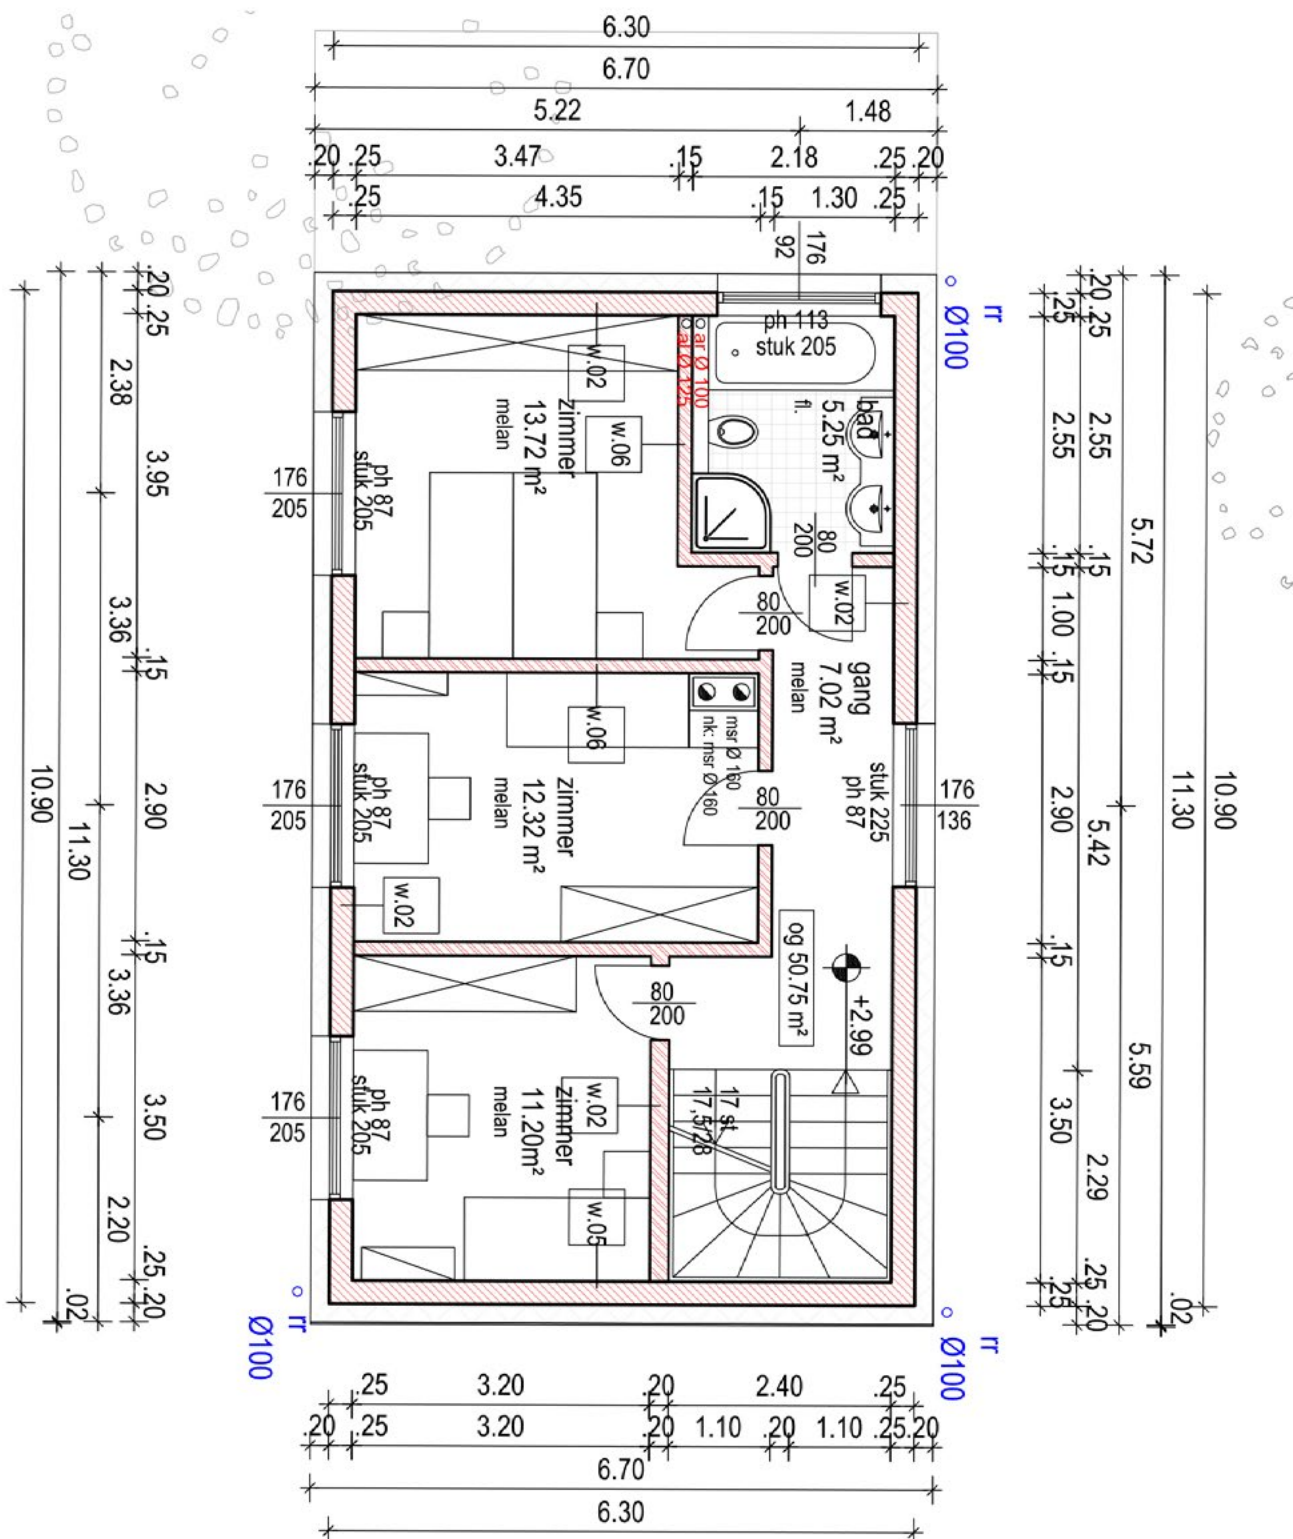 6.30
6.70
5.22 1.48
.20 .25 3.47 .15 2.18 .25 .20
.25 4.35 .15 1.30 .25
176
92
rr
Ø100
ph 113
stuk 205
ar Ø 100
al Ø 125
bad
5.25 m²
fl.
80
200
w.02
zimmer
13.72 m²
melan
w.02
w.06
ph 87
stuk 205
176
205
80
200
gang
7.02 m²
melan
w.06
msr Ø 160
nk: msr Ø 160
zimmer
12.32 m²
melan
80
200
ph 87
stuk 205
176
205
stuk 225
ph 87
176
136
w.02
og 50.75 m²
+2.99
80
200
17 st
17,5/28
zimmer
11.20m²
melan
w.02
w.05
ph 87
stuk 205
176
205
rr
Ø100
rr
Ø100
.20 .25 3.95 .15 2.90 .15 3.50 .25 .20
2.38 3.36 3.36 2.20
11.30 .02
10.90
.25 2.55 .15 1.00 .15 2.90 .15 3.50 .25
.20 .25 2.55 .15 5.42 2.29 .25 .20
5.72 5.59
11.30 .02
10.90
.25 3.20 .20 2.40 .25
.20 .25 3.20 .20 1.10 .20 1.10 .25 .20
6.70
6.30